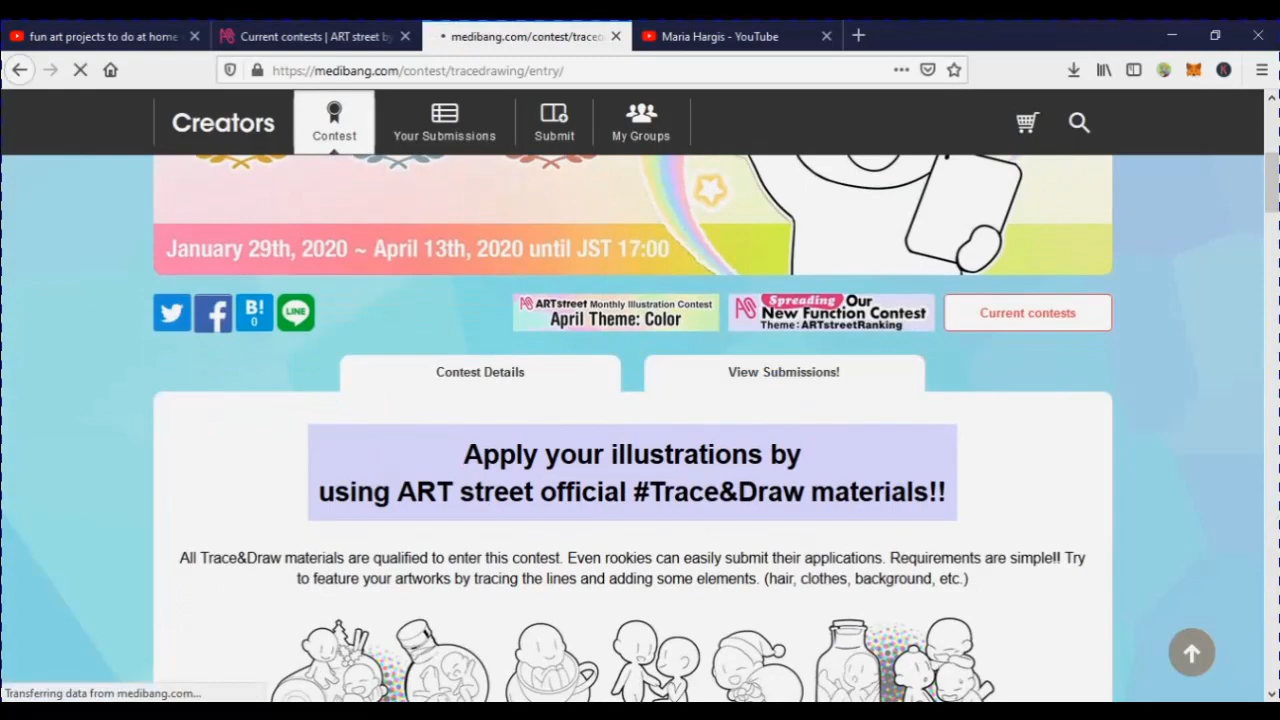 fun art projects to do at home
Current contests | ART street by
medibang.com/contest/traced
Maria Hargis - YouTube
https://medibang.com/contest/tracedrawing/entry/
Creators
Contest
Your Submissions
Submit
My Groups
January 29th, 2020 ~ April 13th, 2020 until JST 17:00
B!
0
LINE
ARTstreet Monthly Illustration Contest
April Theme: Color
Spreading Our
New Function Contest
Theme:ARTstreetRanking
Current contests
Contest Details
View Submissions!
Apply your illustrations by
using ART street official #Trace&Draw materials!!
All Trace&Draw materials are qualified to enter this contest. Even rookies can easily submit their applications. Requirements are simple!! Try
to feature your artworks by tracing the lines and adding some elements. (hair, clothes, background, etc.)
Transferring data from medibang.com...